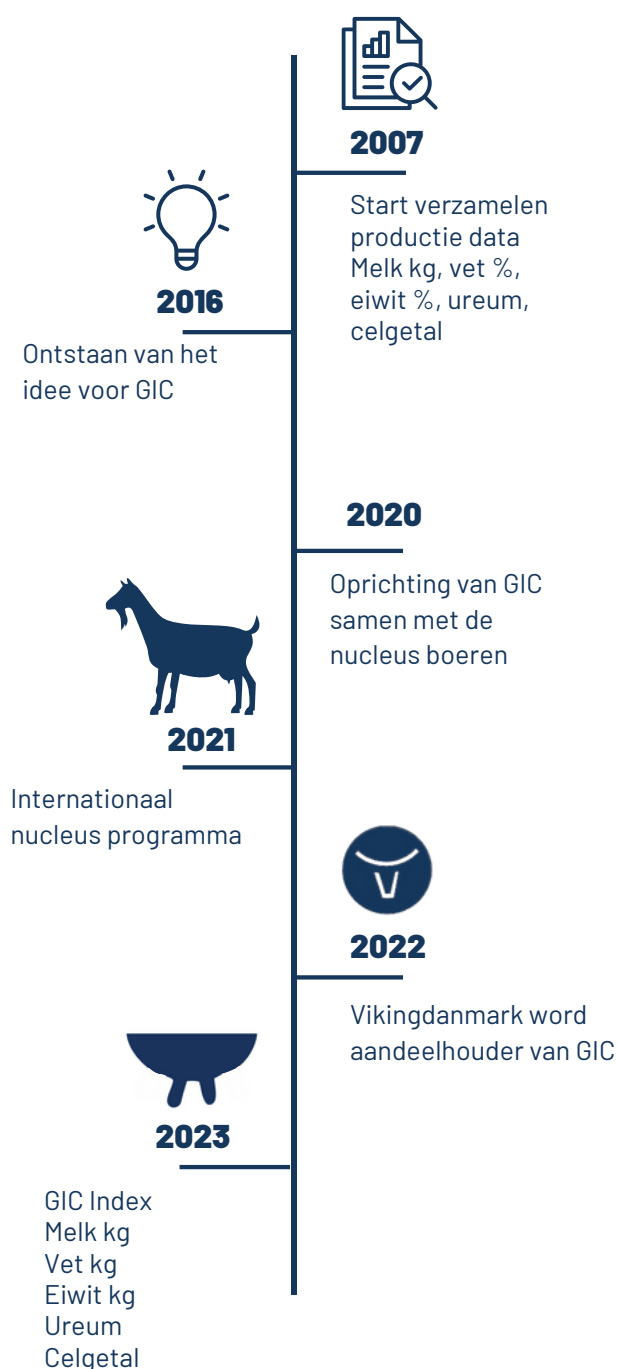 2007
Start verzamelen
productie data
Melk kg, vet %,
eiwit %, ureum,
celgetal
2016
Ontstaan van het
idee voor GIC
2020
Oprichting van GIC
samen met de
nucleus boeren
2021
Internationaal
nucleus programma
2022
Vikingdanmark word
aandeelhouder van GIC
2023
GIC Index
Melk kg
Vet kg
Eiwit kg
Ureum
Celgetal